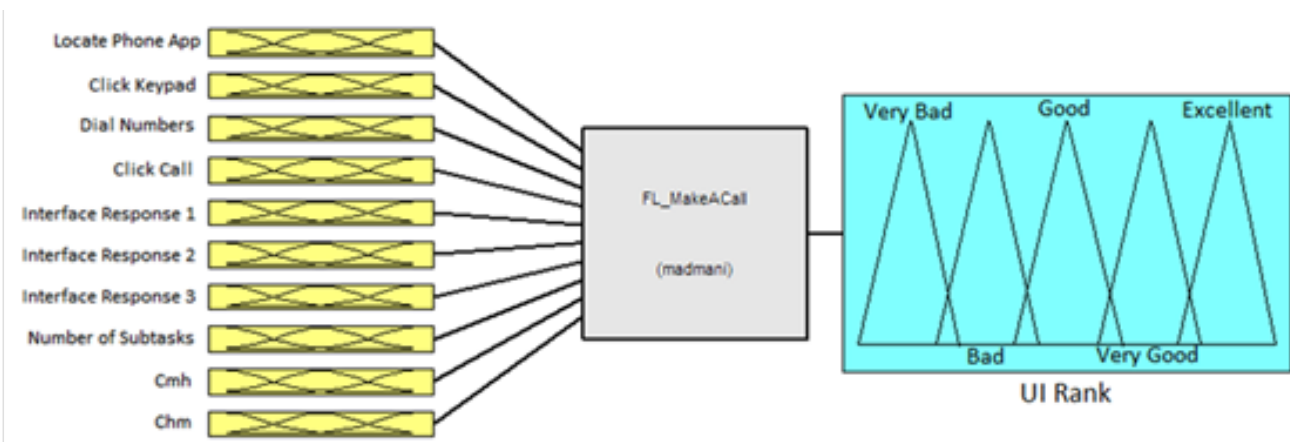 Locate Phone App
Click Keypad
Dial Numbers
Click Call
Interface Response 1
Interface Response 2
Interface Response 3
Number of Subtasks
Cmh
Chm
FL_MakeACall
(madmani)
Very Bad
Good
Excellent
Bad
Very Good
UI Rank